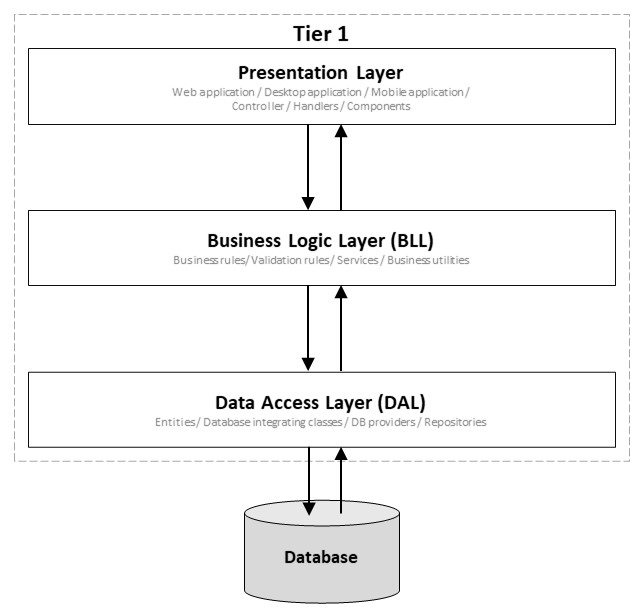 Tier 1
Presentation Layer
Web application / Desktop application / Mobile application /
Controller / Handlers / Components
Business Logic Layer (BLL)
Business rules/ Validation rules / Services / Business utilities
Data Access Layer (DAL)
Entities / Database integrating classes / DB providers / Repositories
Database